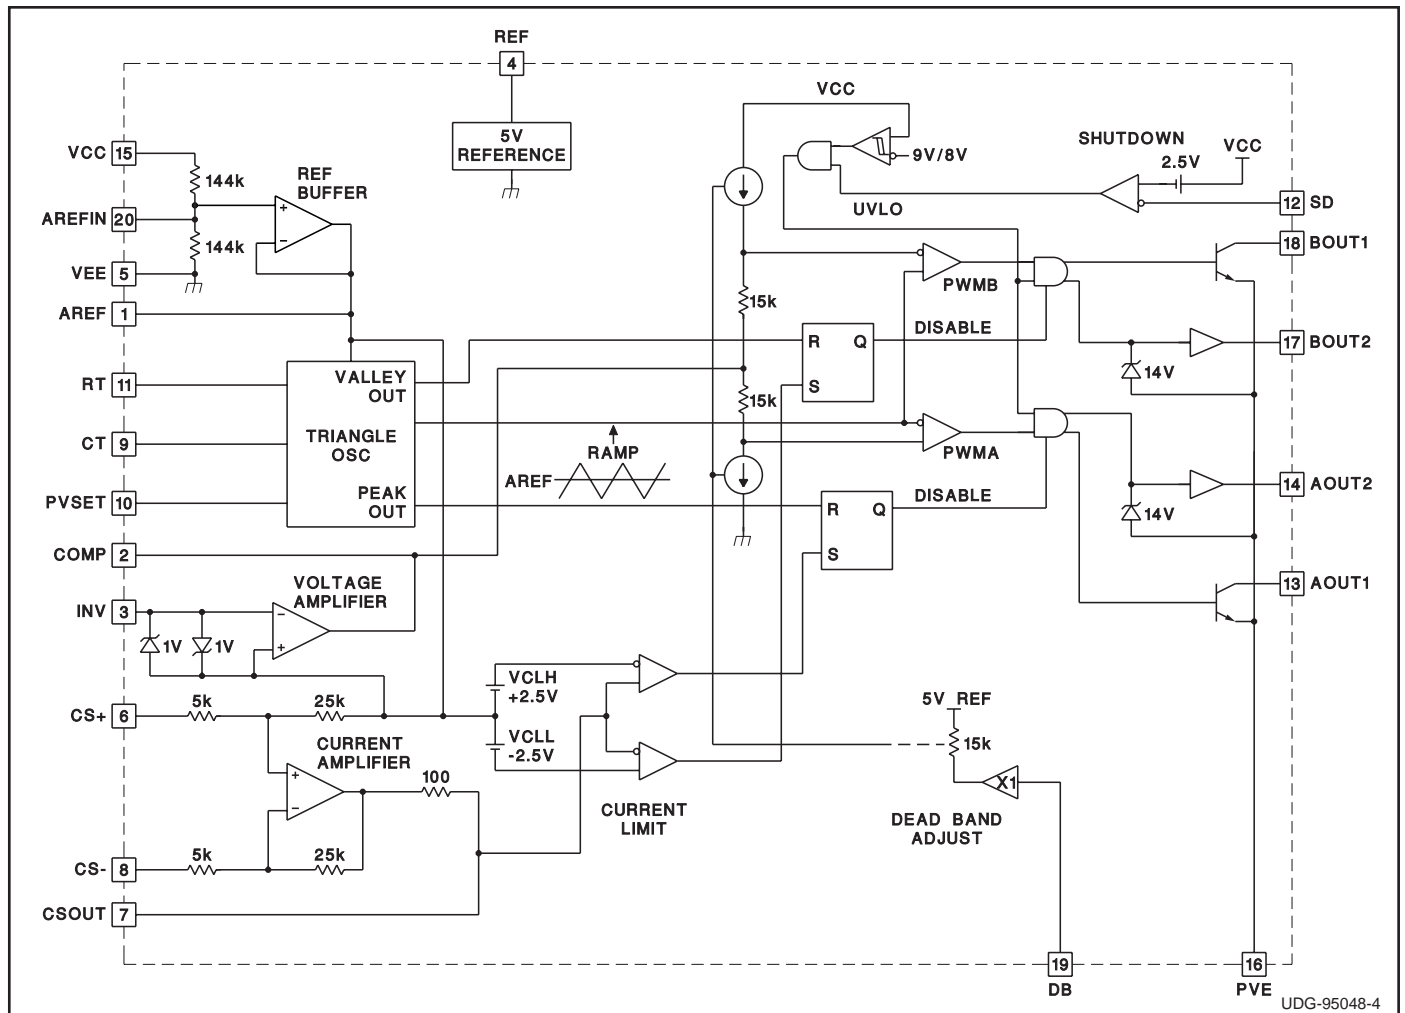 REF
4
5V
REFERENCE
VCC
9V/8V
UVLO
SHUTDOWN
2.5V
VCC
12 SD
18 BOUT1
17 BOUT2
14 AOUT2
13 AOUT1
VCC 15
144k
REF
BUFFER
+
−
AREFIN 20
144k
VEE 5
AREF 1
RT 11
CT 9
PVSET 10
VALLEY
OUT
TRIANGLE
OSC
PEAK
OUT
RAMP
AREF
15k
15k
PWMB
DISABLE
R Q
S
14V
PWMA
DISABLE
R Q
S
14V
COMP 2
INV 3
VOLTAGE
AMPLIFIER
−
+
1V
1V
CS+ 6
5k
25k
CURRENT
AMPLIFIER
+
−
100
VCLH
+2.5V
VCLL
-2.5V
CURRENT
LIMIT
5V REF
15k
X1
DEAD BAND
ADJUST
CS- 8
5k
25k
CSOUT 7
19
DB
16
PVE
UDG-95048-4